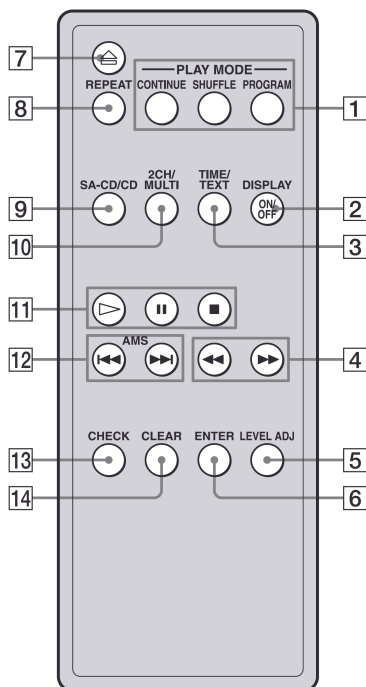 7
PLAY MODE
REPEAT CONTINUE SHUFFLE PROGRAM
8 1
SA-CD/CD 2CH/ MULTI TIME/ TEXT DISPLAY
9 ON/ OFF 2
10 3
11
AMS
12 4
CHECK CLEAR ENTER LEVEL ADJ
13 5
14 6